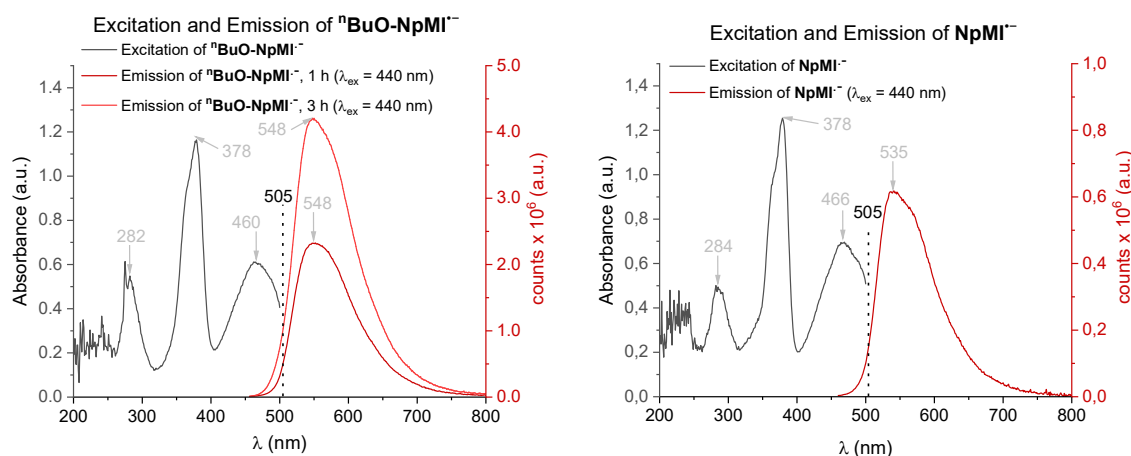 Excitation and Emission of ⁿBuO-NpMI•−
Excitation of ⁿBuO-NpMI·−
Emission of ⁿBuO-NpMI·−, 1 h (λex = 440 nm)
Emission of ⁿBuO-NpMI·−, 3 h (λex = 440 nm)
Absorbance (a.u.)
1.4
1.2
1.0
0.8
0.6
0.4
0.2
0.0
5.0
4.0
3.0
2.0
1.0
0.0
counts x 10⁶ (a.u.)
282
378
460
505
548
548
200 300 400 500 600 700 800
λ (nm)
Excitation and Emission of NpMI•−
Excitation of NpMI·−
Emission of NpMI·− (λex = 440 nm)
Absorbance (a.u.)
1,4
1,2
1,0
0,8
0,6
0,4
0,2
0,0
1,0
0,8
0,6
0,4
0,2
0,0
counts x 10⁶ (a.u.)
284
378
466
505
535
200 300 400 500 600 700 800
λ (nm)